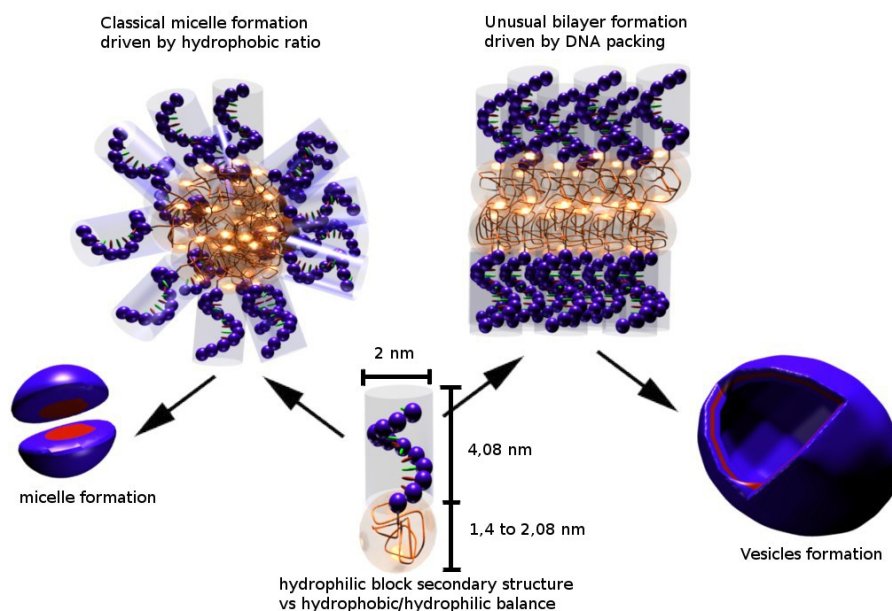 Classical micelle formation
driven by hydrophobic ratio
Unusual bilayer formation
driven by DNA packing
2 nm
4,08 nm
1,4 to 2,08 nm
micelle formation
Vesicles formation
hydrophilic block secondary structure
vs hydrophobic/hydrophilic balance